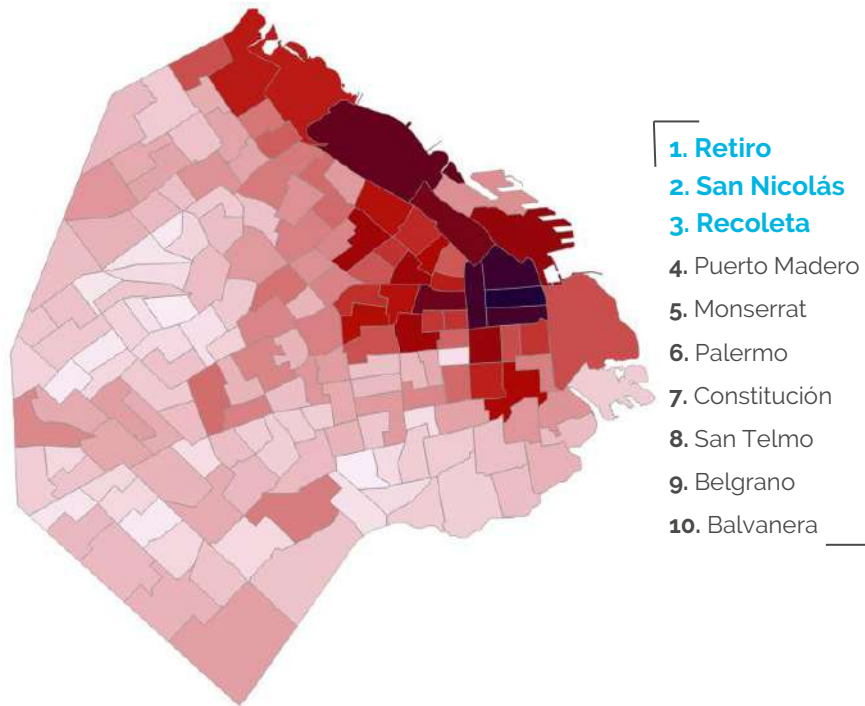 1. Retiro
2. San Nicolás
3. Recoleta
4. Puerto Madero
5. Monserrat
6. Palermo
7. Constitución
8. San Telmo
9. Belgrano
10. Balvanera